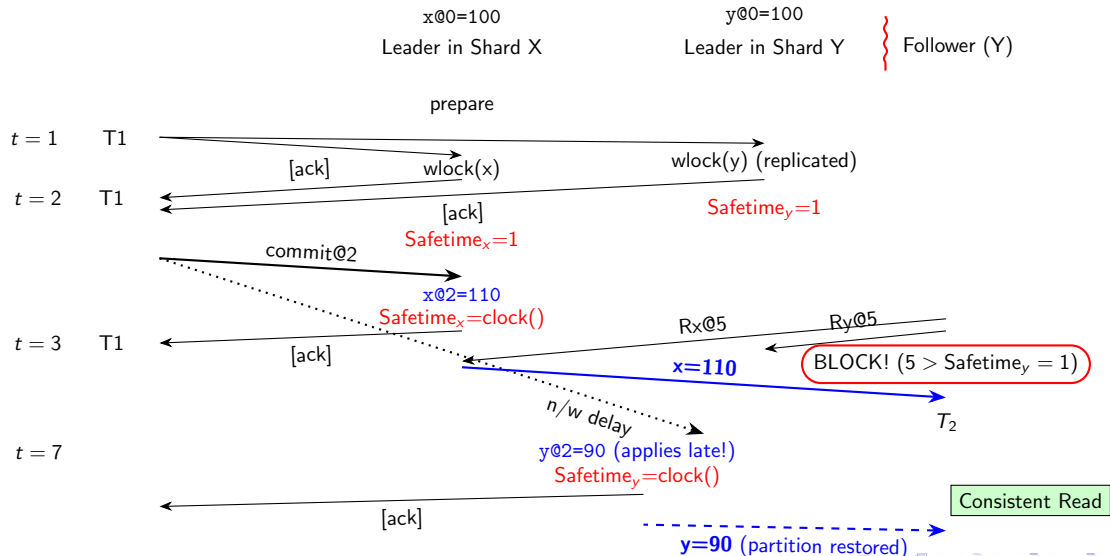 x@0=100
y@0=100
Leader in Shard X
Leader in Shard Y
Follower (Y)
prepare
t = 1
T1
[ack]
wlock(x)
wlock(y) (replicated)
t = 2
T1
[ack]
Safetime_y=1
Safetime_x=1
commit@2
x@2=110
Safetime_x=clock()
Rx@5
Ry@5
t = 3
T1
[ack]
x=110
BLOCK! (5 > Safetime_y = 1)
n/w delay
T_2
t = 7
y@2=90 (applies late!)
Safetime_y=clock()
[ack]
Consistent Read
y=90 (partition restored)